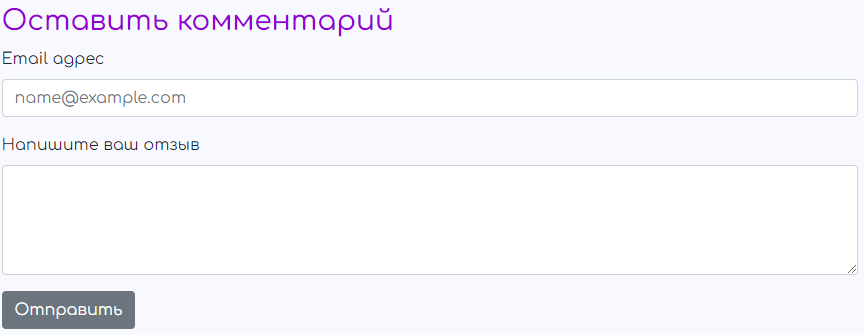 Оставить комментарий
Email адрес
name@example.com
Напишите ваш отзыв
Отправить